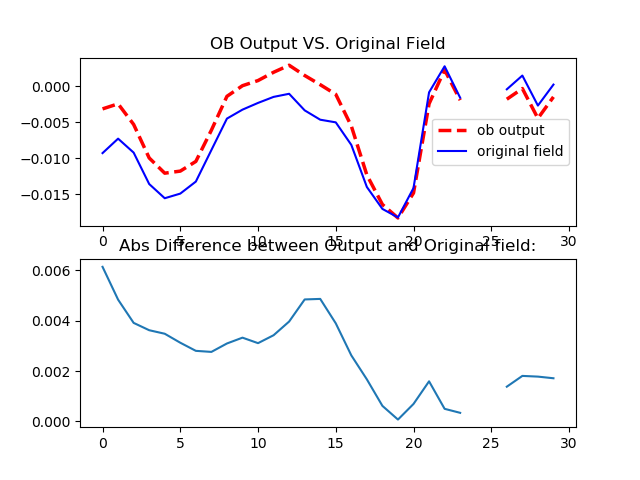 OB Output VS. Original Field
0.000
−0.005
−0.010
−0.015
ob output
original field
0 5 10 15 20 25 30
Abs Difference between Output and Original field:
0.006
0.004
0.002
0.000
0 5 10 15 20 25 30